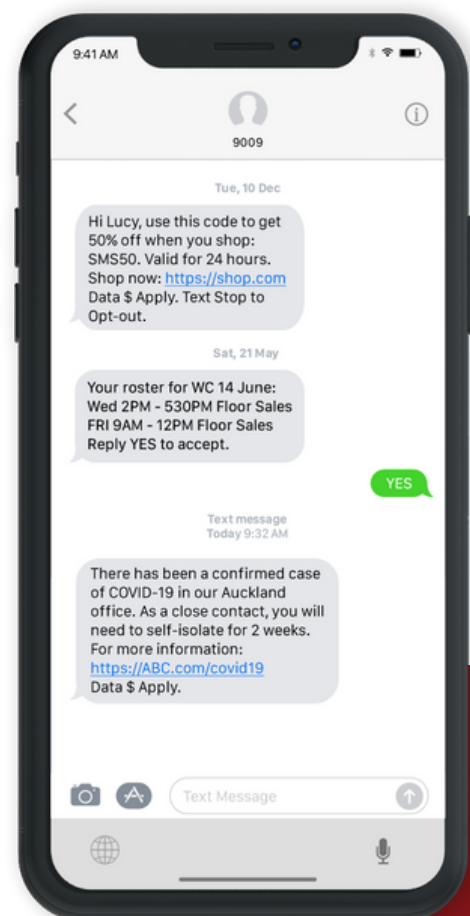 9:41 AM
9009
Tue, 10 Dec
Hi Lucy, use this code to get
50% off when you shop:
SMS50. Valid for 24 hours.
Shop now: https://shop.com
Data $ Apply. Text Stop to
Opt-out.
Sat, 21 May
Your roster for WC 14 June:
Wed 2PM - 530PM Floor Sales
FRI 9AM - 12PM Floor Sales
Reply YES to accept.
YES
Text message
Today 9:32 AM
There has been a confirmed case
of COVID-19 in our Auckland
office. As a close contact, you will
need to self-isolate for 2 weeks.
For more information:
https://ABC.com/covid19
Data $ Apply.
Text Message